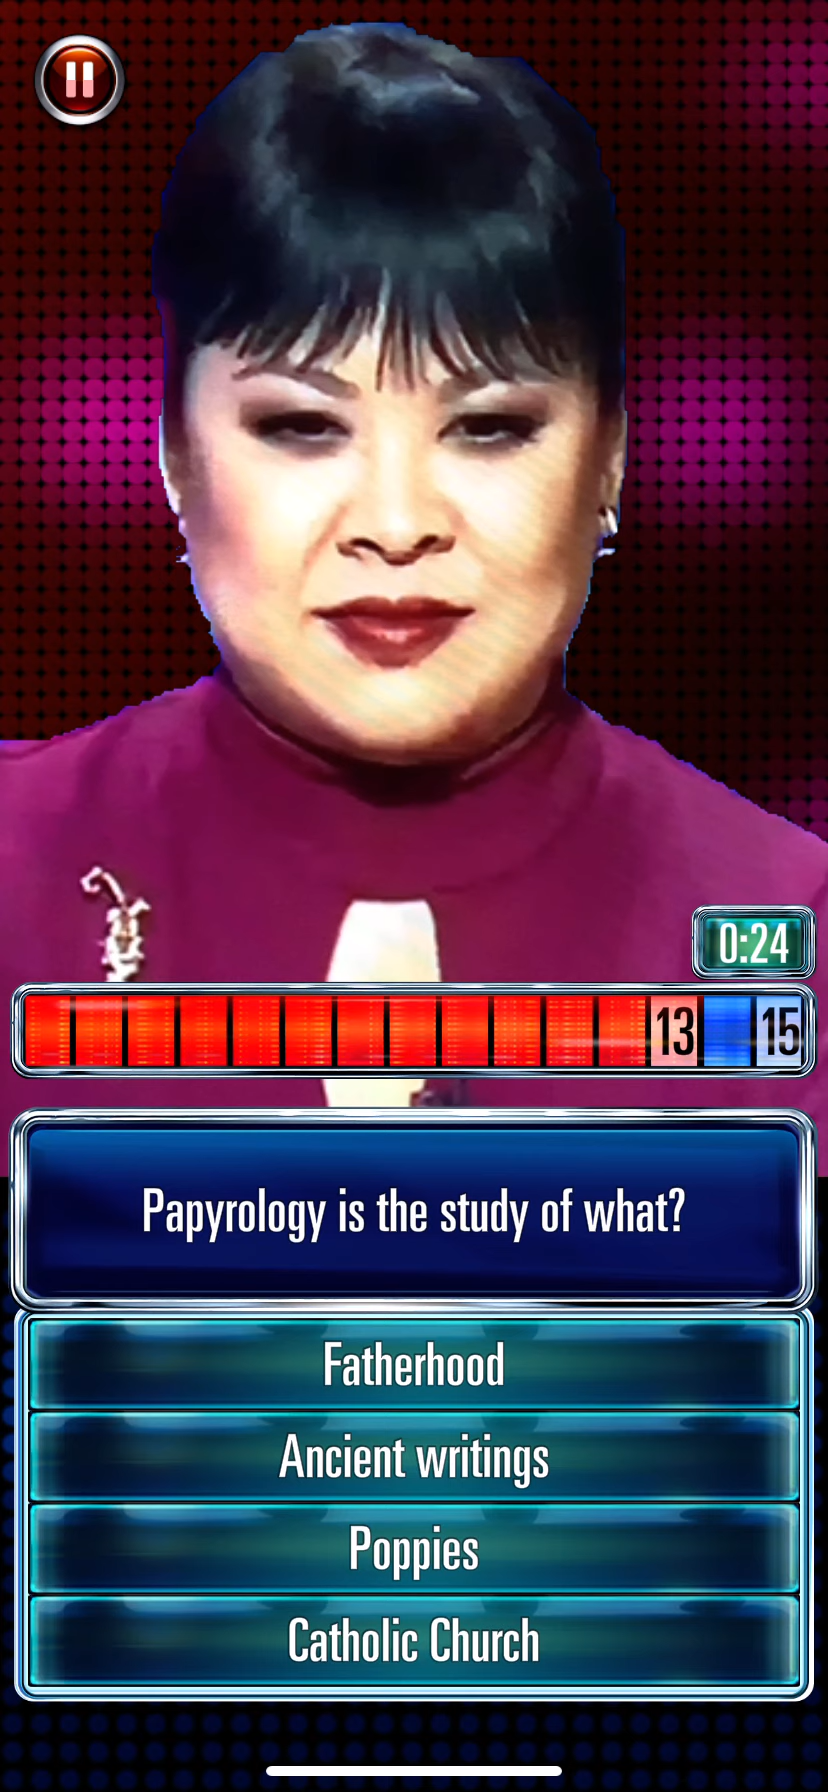 0:24
13 15
Papyrology is the study of what?
Fatherhood
Ancient writings
Poppies
Catholic Church